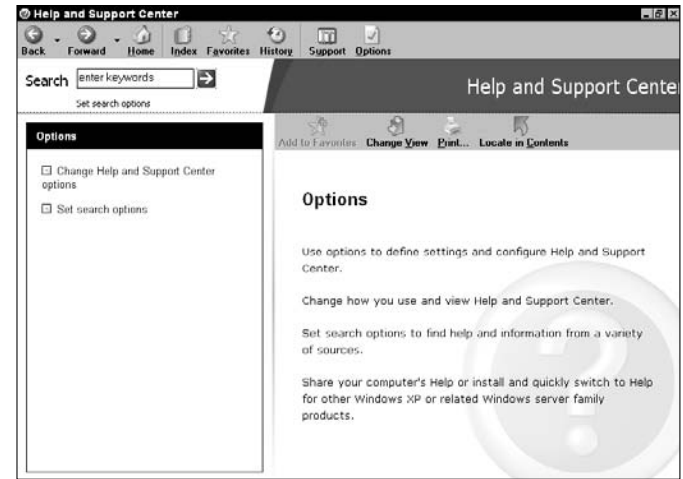 Help and Support Center
Back Forward Home Index Favorites History Support Options
Search enter keywords
Set search options
Help and Support Cente
Options
Add to Favorites Change View Print... Locate in Contents
Change Help and Support Center
options
Set search options
Options
Use options to define settings and configure Help and Support
Center.
Change how you use and view Help and Support Center.
Set search options to find help and information from a variety
of sources.
Share your computer's Help or install and quickly switch to Help
for other Windows XP or related Windows server family
products.